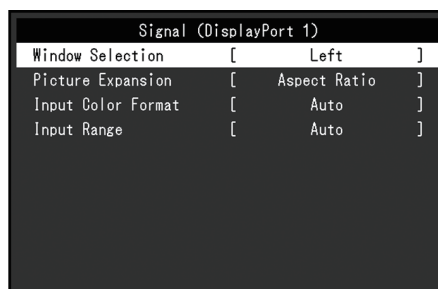 Signal (DisplayPort 1)
Window Selection [ Left ]
Picture Expansion [ Aspect Ratio ]
Input Color Format [ Auto ]
Input Range [ Auto ]